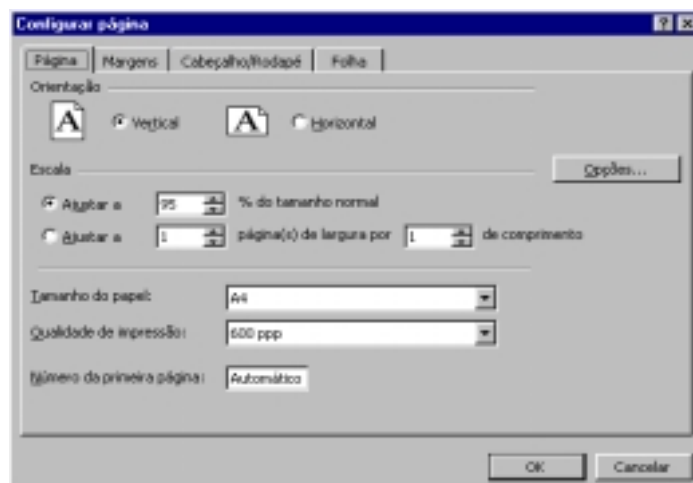 Configurar página
Página Margens Cabeçalho/Rodapé Folha
Orientação
A Vertical A Horizontal
Escala
Opções...
Ajustar a 95 % do tamanho normal
Ajustar a 1 página(s) de largura por 1 de comprimento
Tamanho do papel: A4
Qualidade de impressão: 600 ppp
Número da primeira página: Automático
OK Cancelar